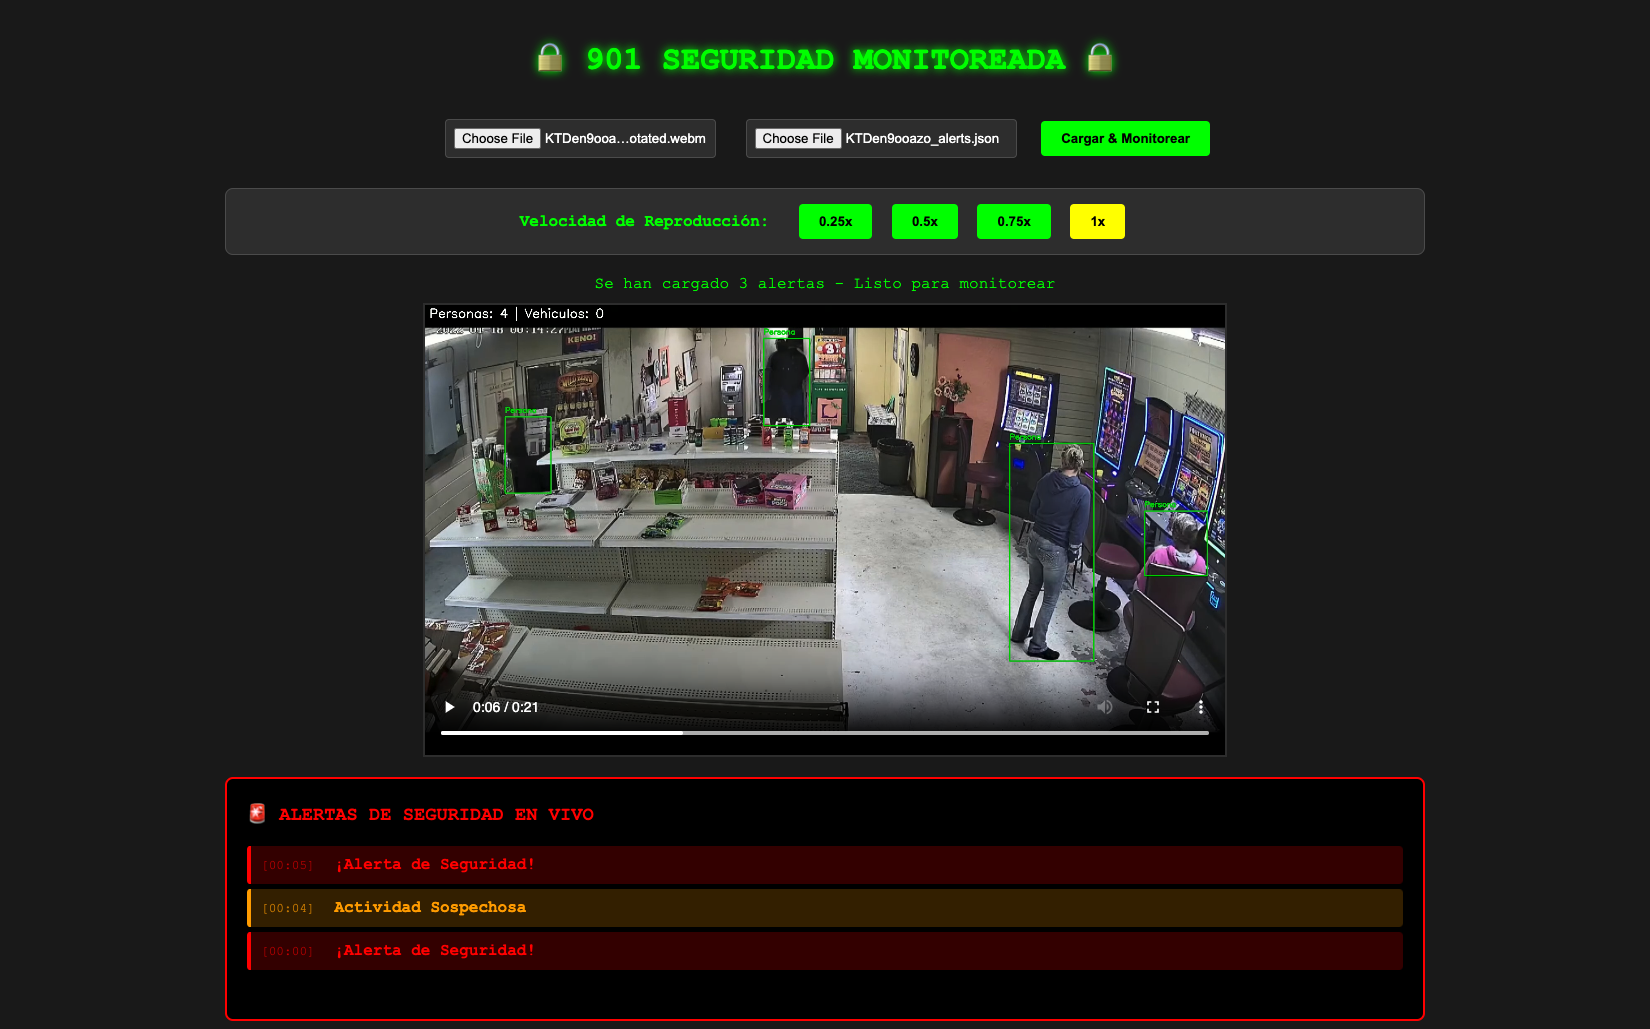 901 SEGURIDAD MONITOREADA
Choose File KTDen9ooa…otated.webm
Choose File KTDen9ooazo_alerts.json
Cargar & Monitorear
Velocidad de Reproducción:
0.25x
0.5x
0.75x
1x
Se han cargado 3 alertas - Listo para monitorear
Personas: 4 | Vehiculos: 0
KENO!
Persona
Persona
Persona
Persona
0:06 / 0:21
ALERTAS DE SEGURIDAD EN VIVO
[00:05] ¡Alerta de Seguridad!
[00:04] Actividad Sospechosa
[00:00] ¡Alerta de Seguridad!